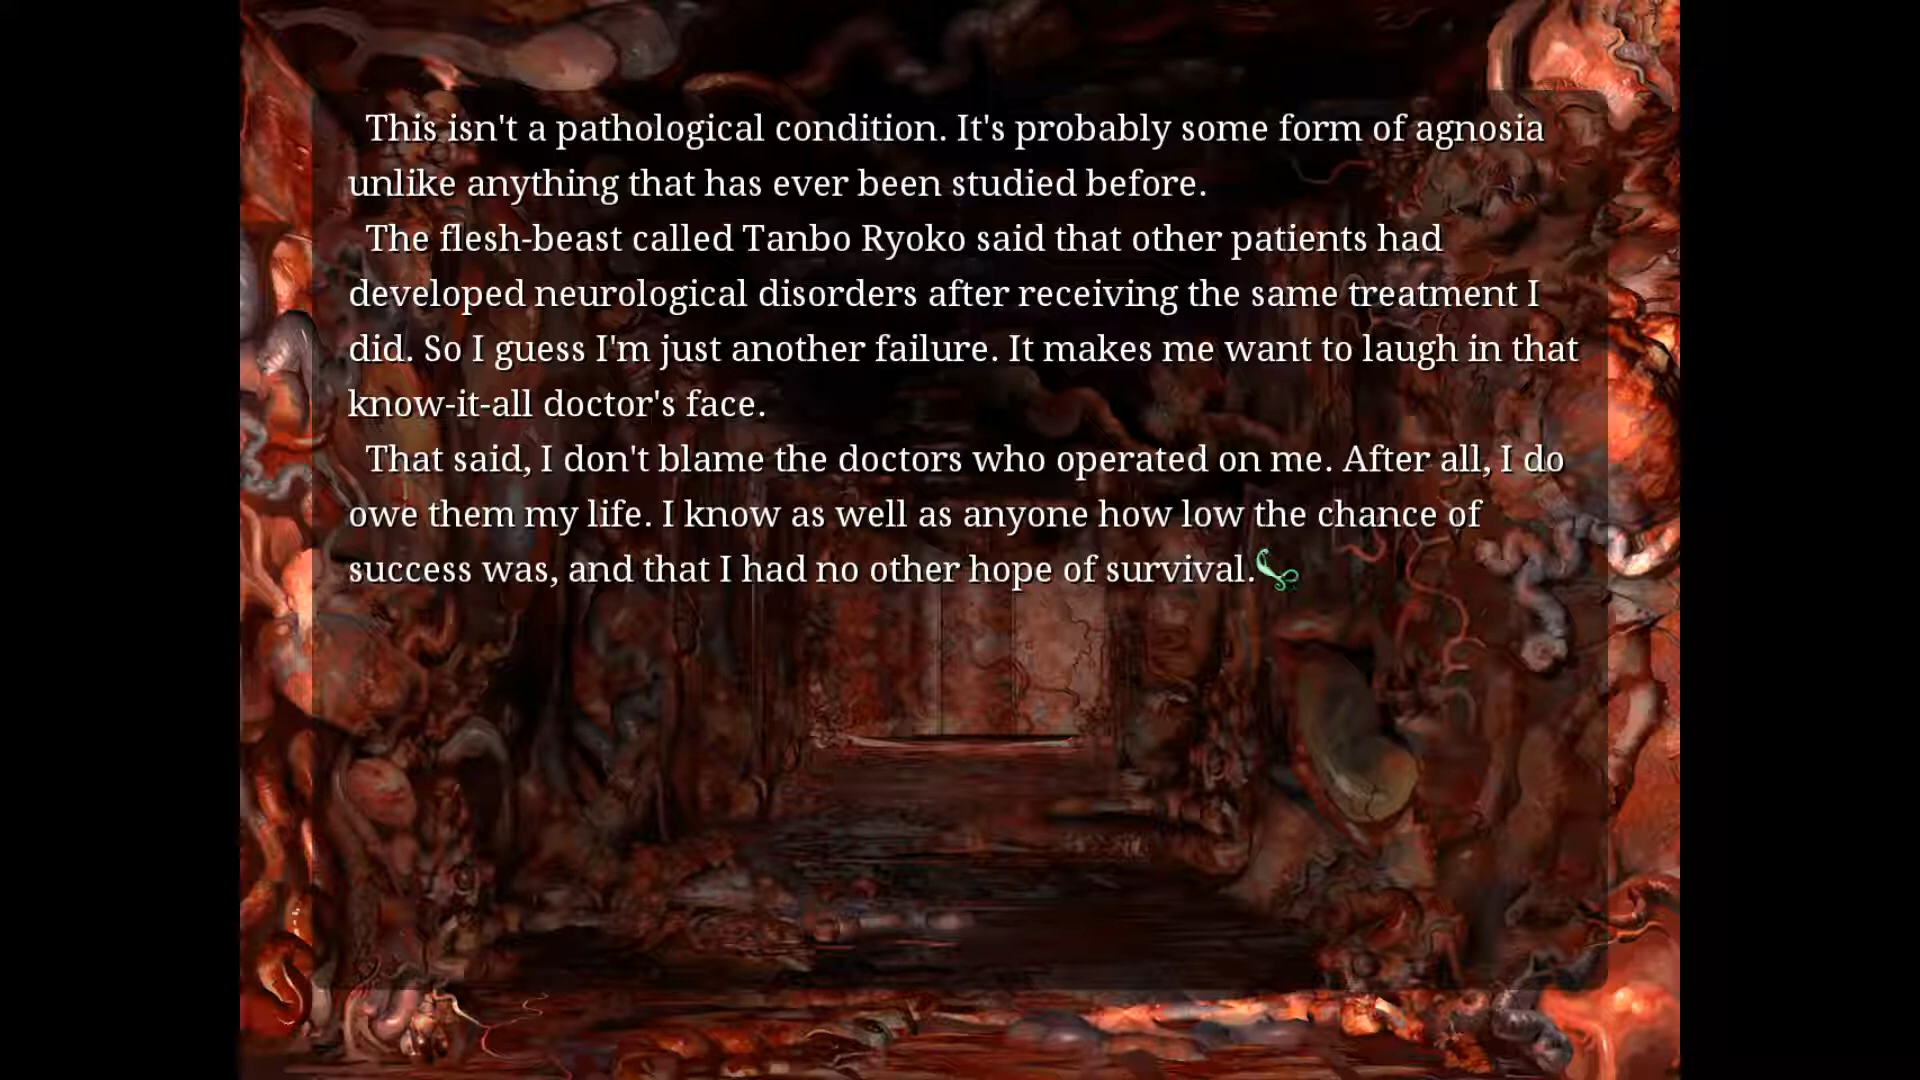 This isn't a pathological condition. It's probably some form of agnosia
unlike anything that has ever been studied before.
The flesh-beast called Tanbo Ryoko said that other patients had
developed neurological disorders after receiving the same treatment I
did. So I guess I'm just another failure. It makes me want to laugh in that
know-it-all doctor's face.
That said, I don't blame the doctors who operated on me. After all, I do
owe them my life. I know as well as anyone how low the chance of
success was, and that I had no other hope of survival.